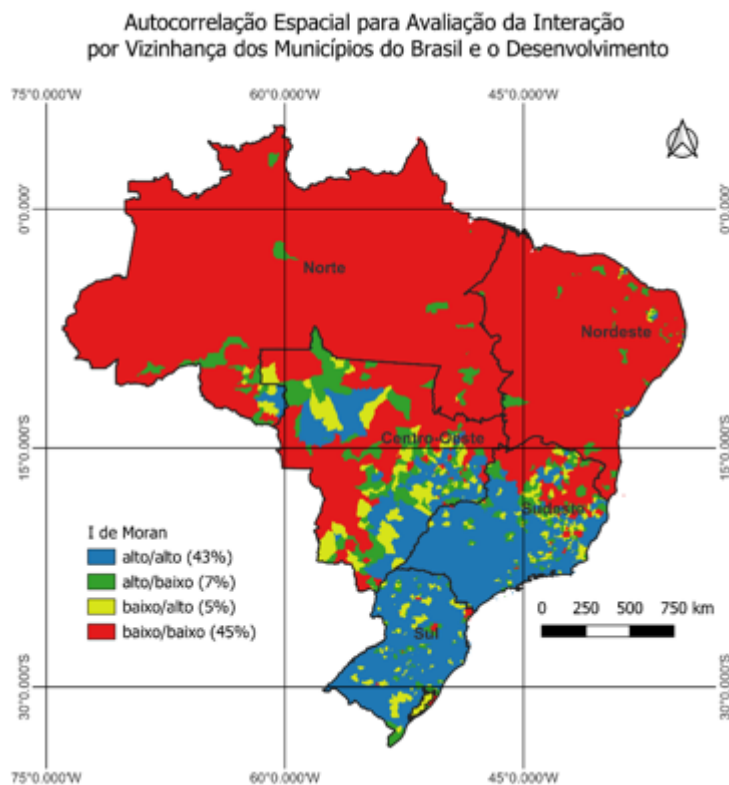 Autocorrelação Espacial para Avaliação da Interação
por Vizinhança dos Municípios do Brasil e o Desenvolvimento
75°0.000'W 60°0.000'W 45°0.000'W
0°0.000' 0°0.000'
Norte
Nordeste
Centro-Oeste
15°0.000'S 15°0.000'S
Sudeste
I de Moran
alto/alto (43%)
alto/baixo (7%)
baixo/alto (5%)
baixo/baixo (45%)
0 250 500 750 km
Sul
30°0.000'S 30°0.000'S
75°0.000'W 60°0.000'W 45°0.000'W